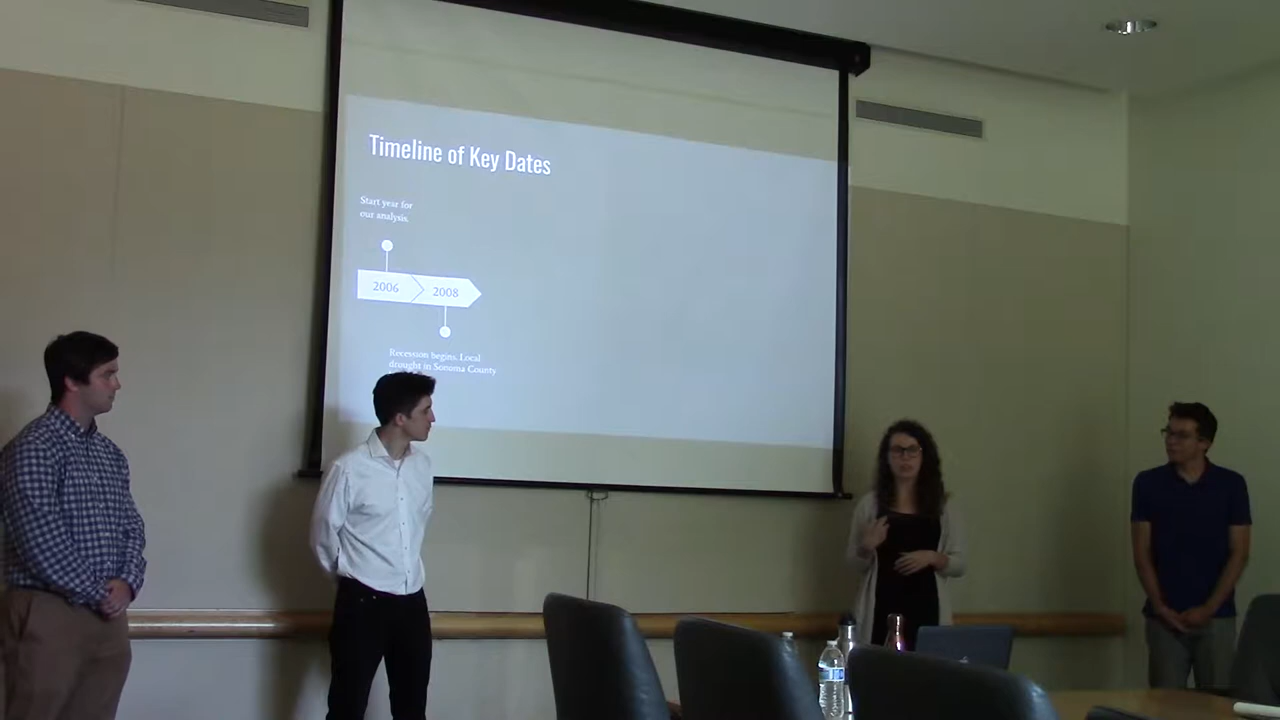 Timeline of Key Dates
Start year for
our analysis.
2006
2008
Recession begins. Local
drought in Sonoma County